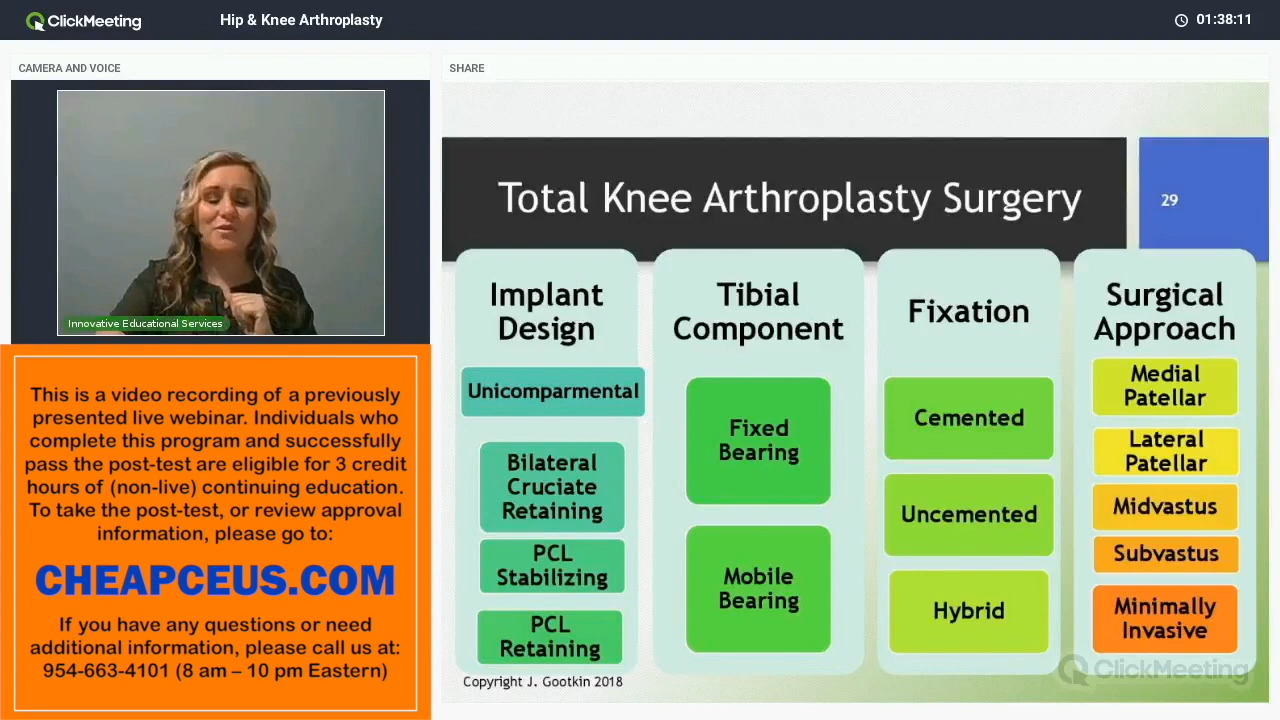 ClickMeeting
Hip & Knee Arthroplasty
01:38:11
CAMERA AND VOICE
Innovative Educational Services
This is a video recording of a previously
presented live webinar. Individuals who
complete this program and successfully
pass the post-test are eligible for 3 credit
hours of (non-live) continuing education.
To take the post-test, or review approval
information, please go to:
CHEAPCEUS.COM
If you have any questions or need
additional information, please call us at:
954-663-4101 (8 am – 10 pm Eastern)
SHARE
Total Knee Arthroplasty Surgery
29
Implant
Design
Unicomparmental
Bilateral
Cruciate
Retaining
PCL
Stabilizing
PCL
Retaining
Tibial
Component
Fixed
Bearing
Mobile
Bearing
Fixation
Cemented
Uncemented
Hybrid
Surgical
Approach
Medial
Patellar
Lateral
Patellar
Midvastus
Subvastus
Minimally
Invasive
Copyright J. Gootkin 2018
ClickMeeting